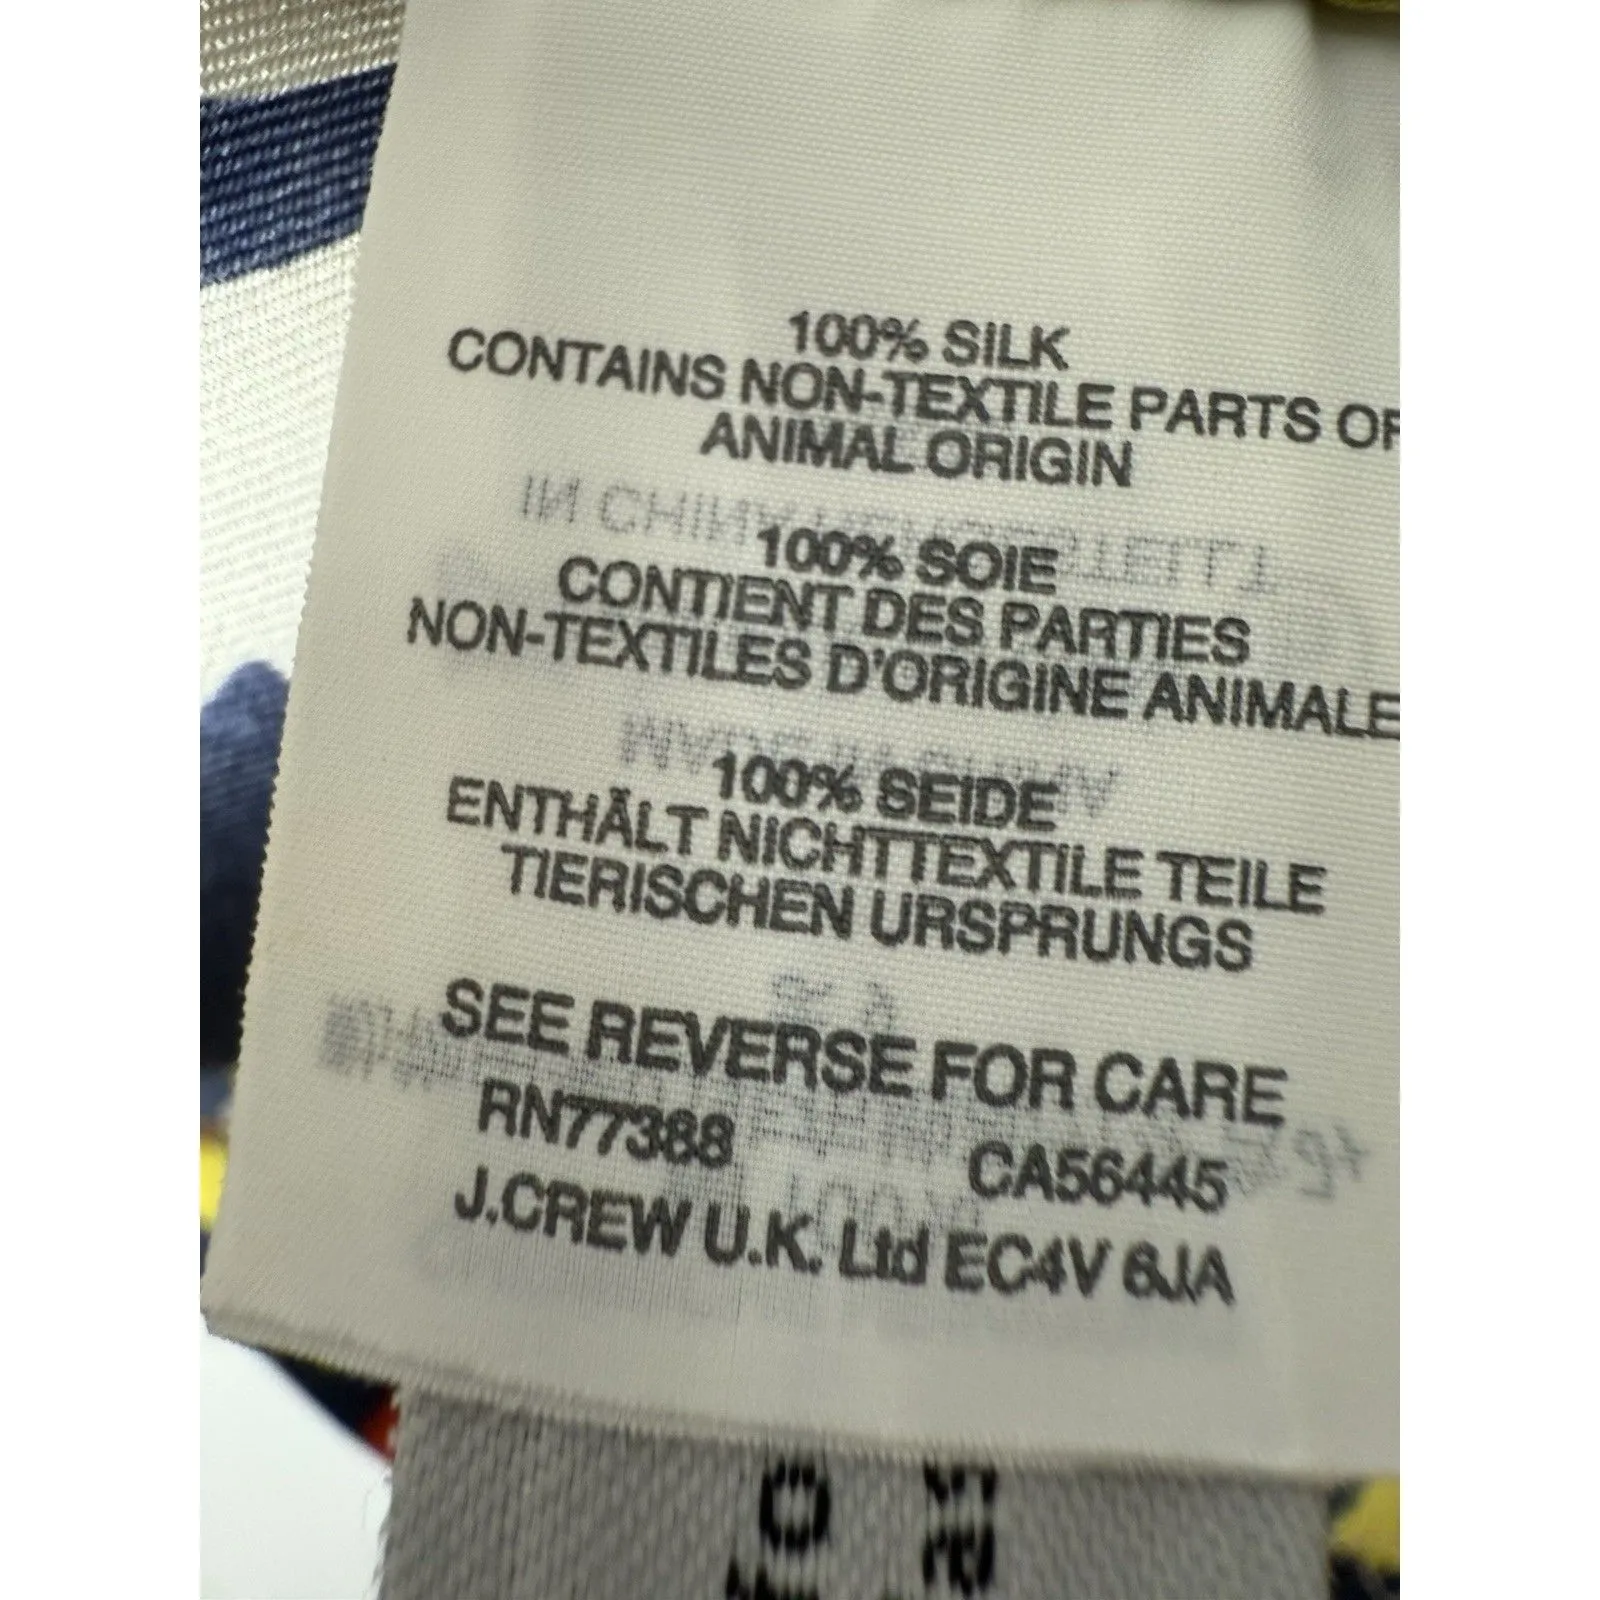 100% SILK
CONTAINS NON-TEXTILE PARTS OF
ANIMAL ORIGIN
100% SOIE
CONTIENT DES PARTIES
NON-TEXTILES D'ORIGINE ANIMALE
100% SEIDE
ENTHÄLT NICHTTEXTILE TEILE
TIERISCHEN URSPRUNGS
SEE REVERSE FOR CARE
RN77388 CA56445
J.CREW U.K. Ltd EC4V 6JA